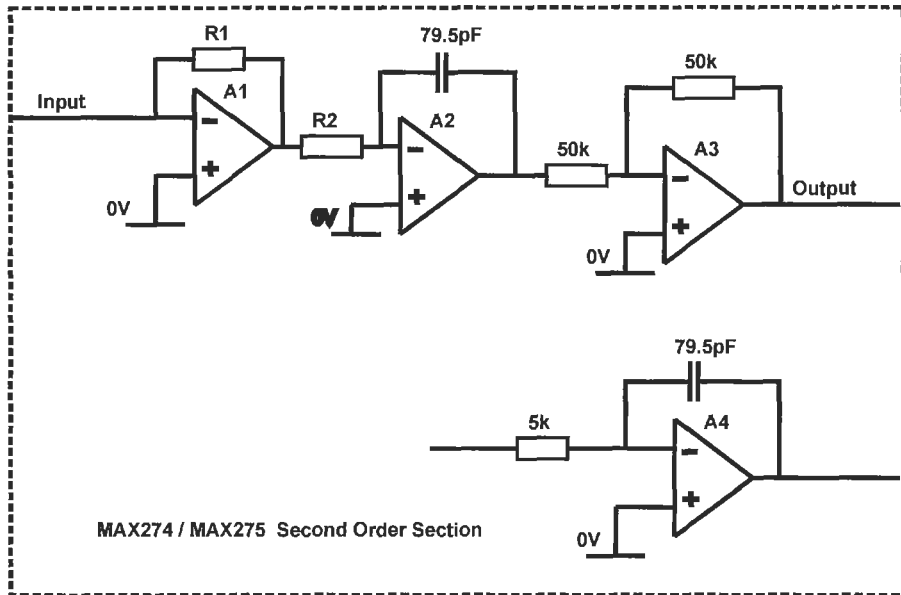 R1
79.5pF
50k
Input
A1
R2
A2
50k
A3
Output
0V
0V
0V
79.5pF
5k
A4
0V
MAX274 / MAX275 Second Order Section